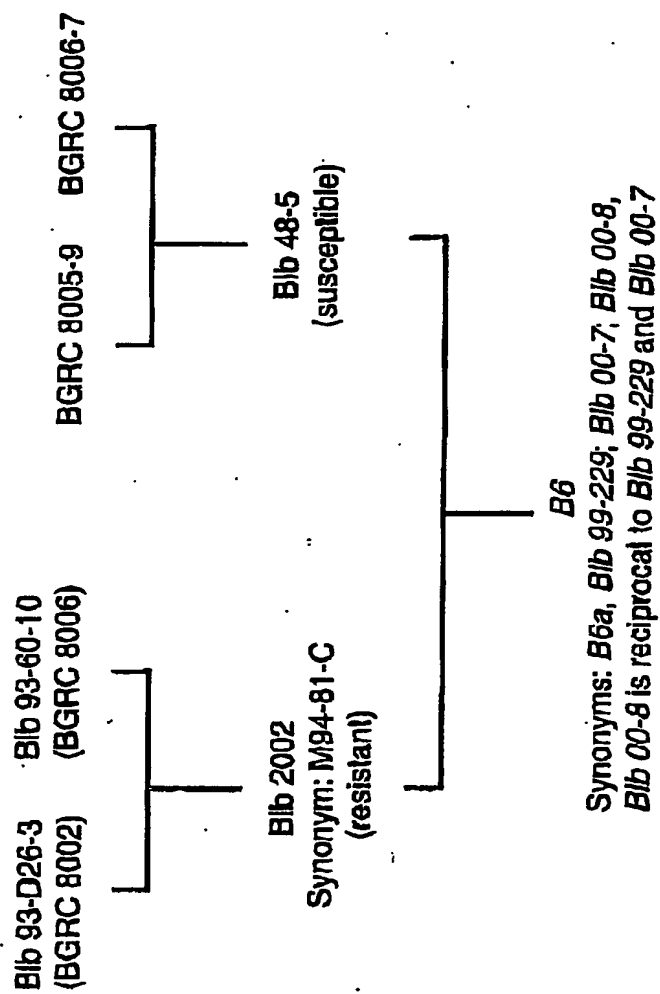 Blb 93-D26-3
(BGRC 8002)
Blb 93-60-10
(BGRC 8006)
BGRC 8005-9
BGRC 8006-7
Blb 2002
Synonym: M94-81-C
(resistant)
Blb 48-5
(susceptible)
B6
Synonyms: B6a, Blb 99-229; Blb 00-7; Blb 00-8,
Blb 00-8 is reciprocal to Blb 99-229 and Blb 00-7